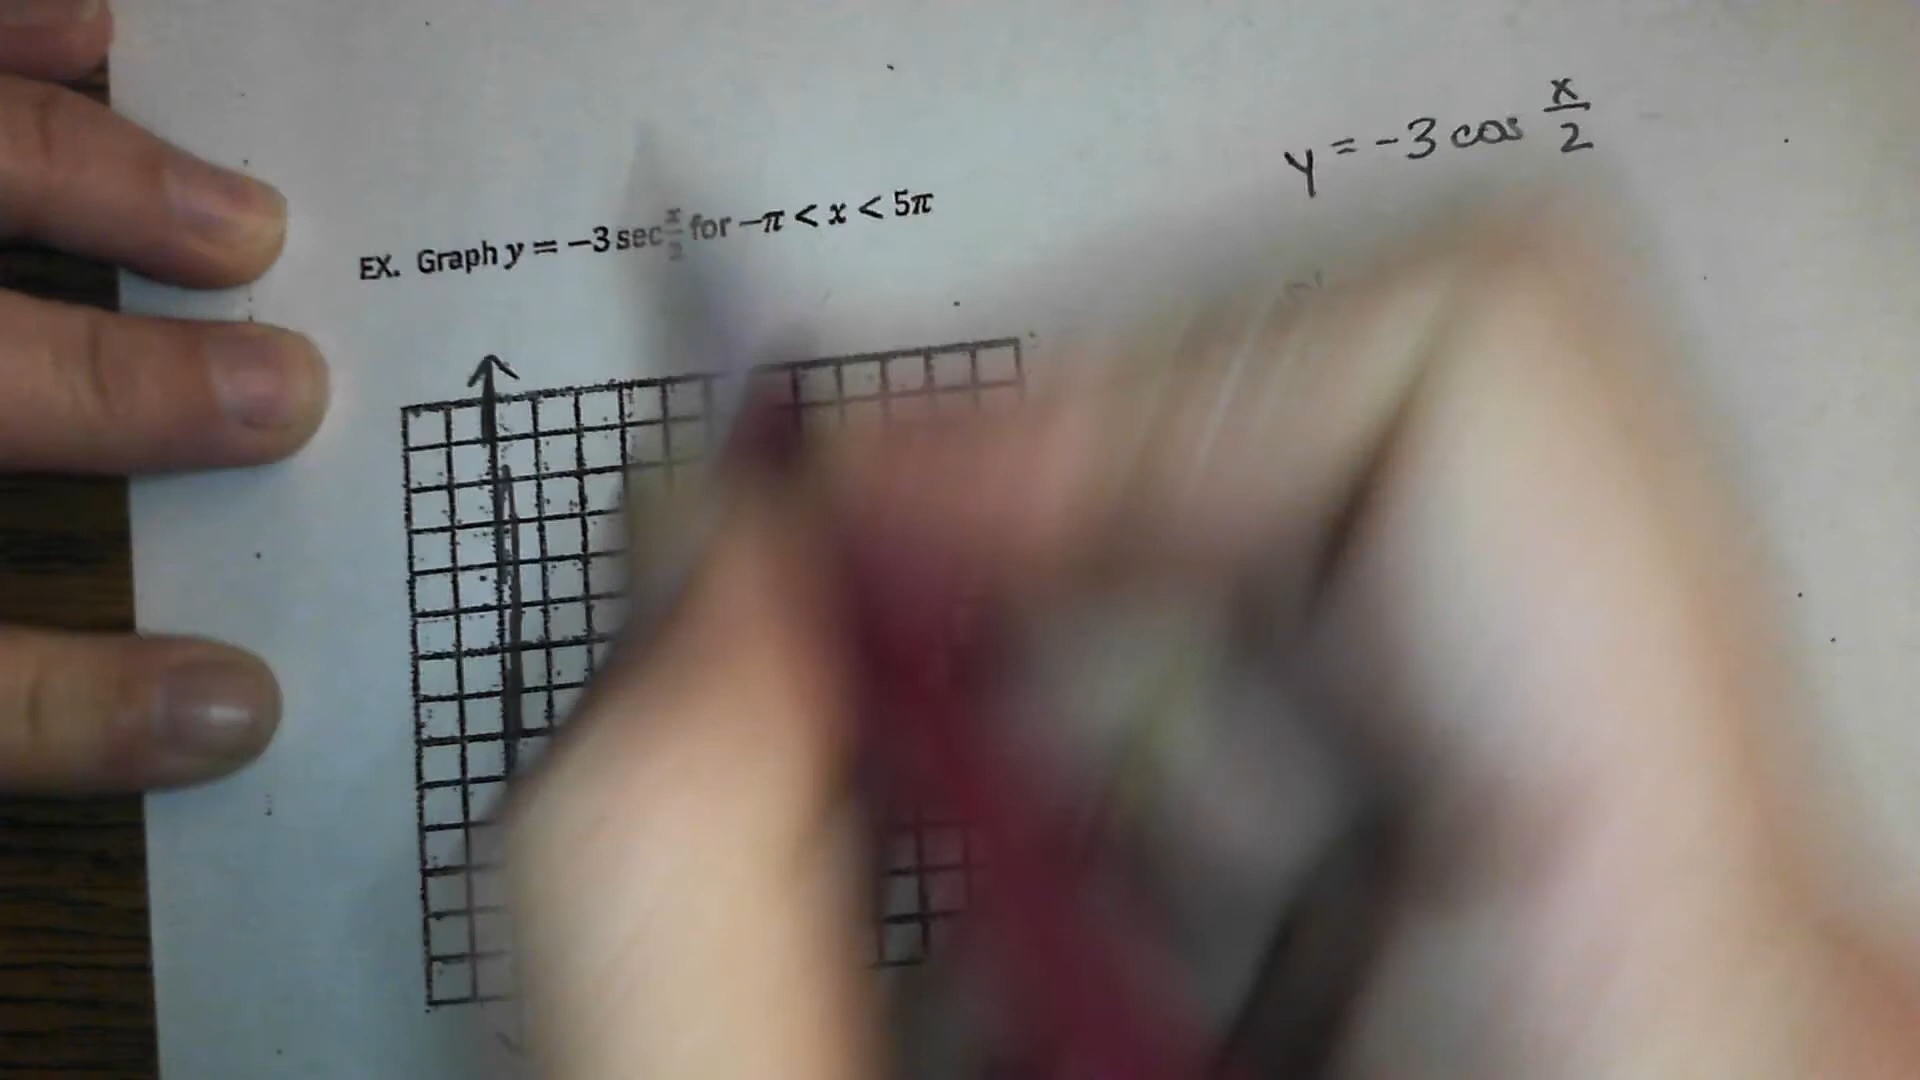 y = -3 cos x/2
EX. Graph y = −3 sec x/2 for −π < x < 5π